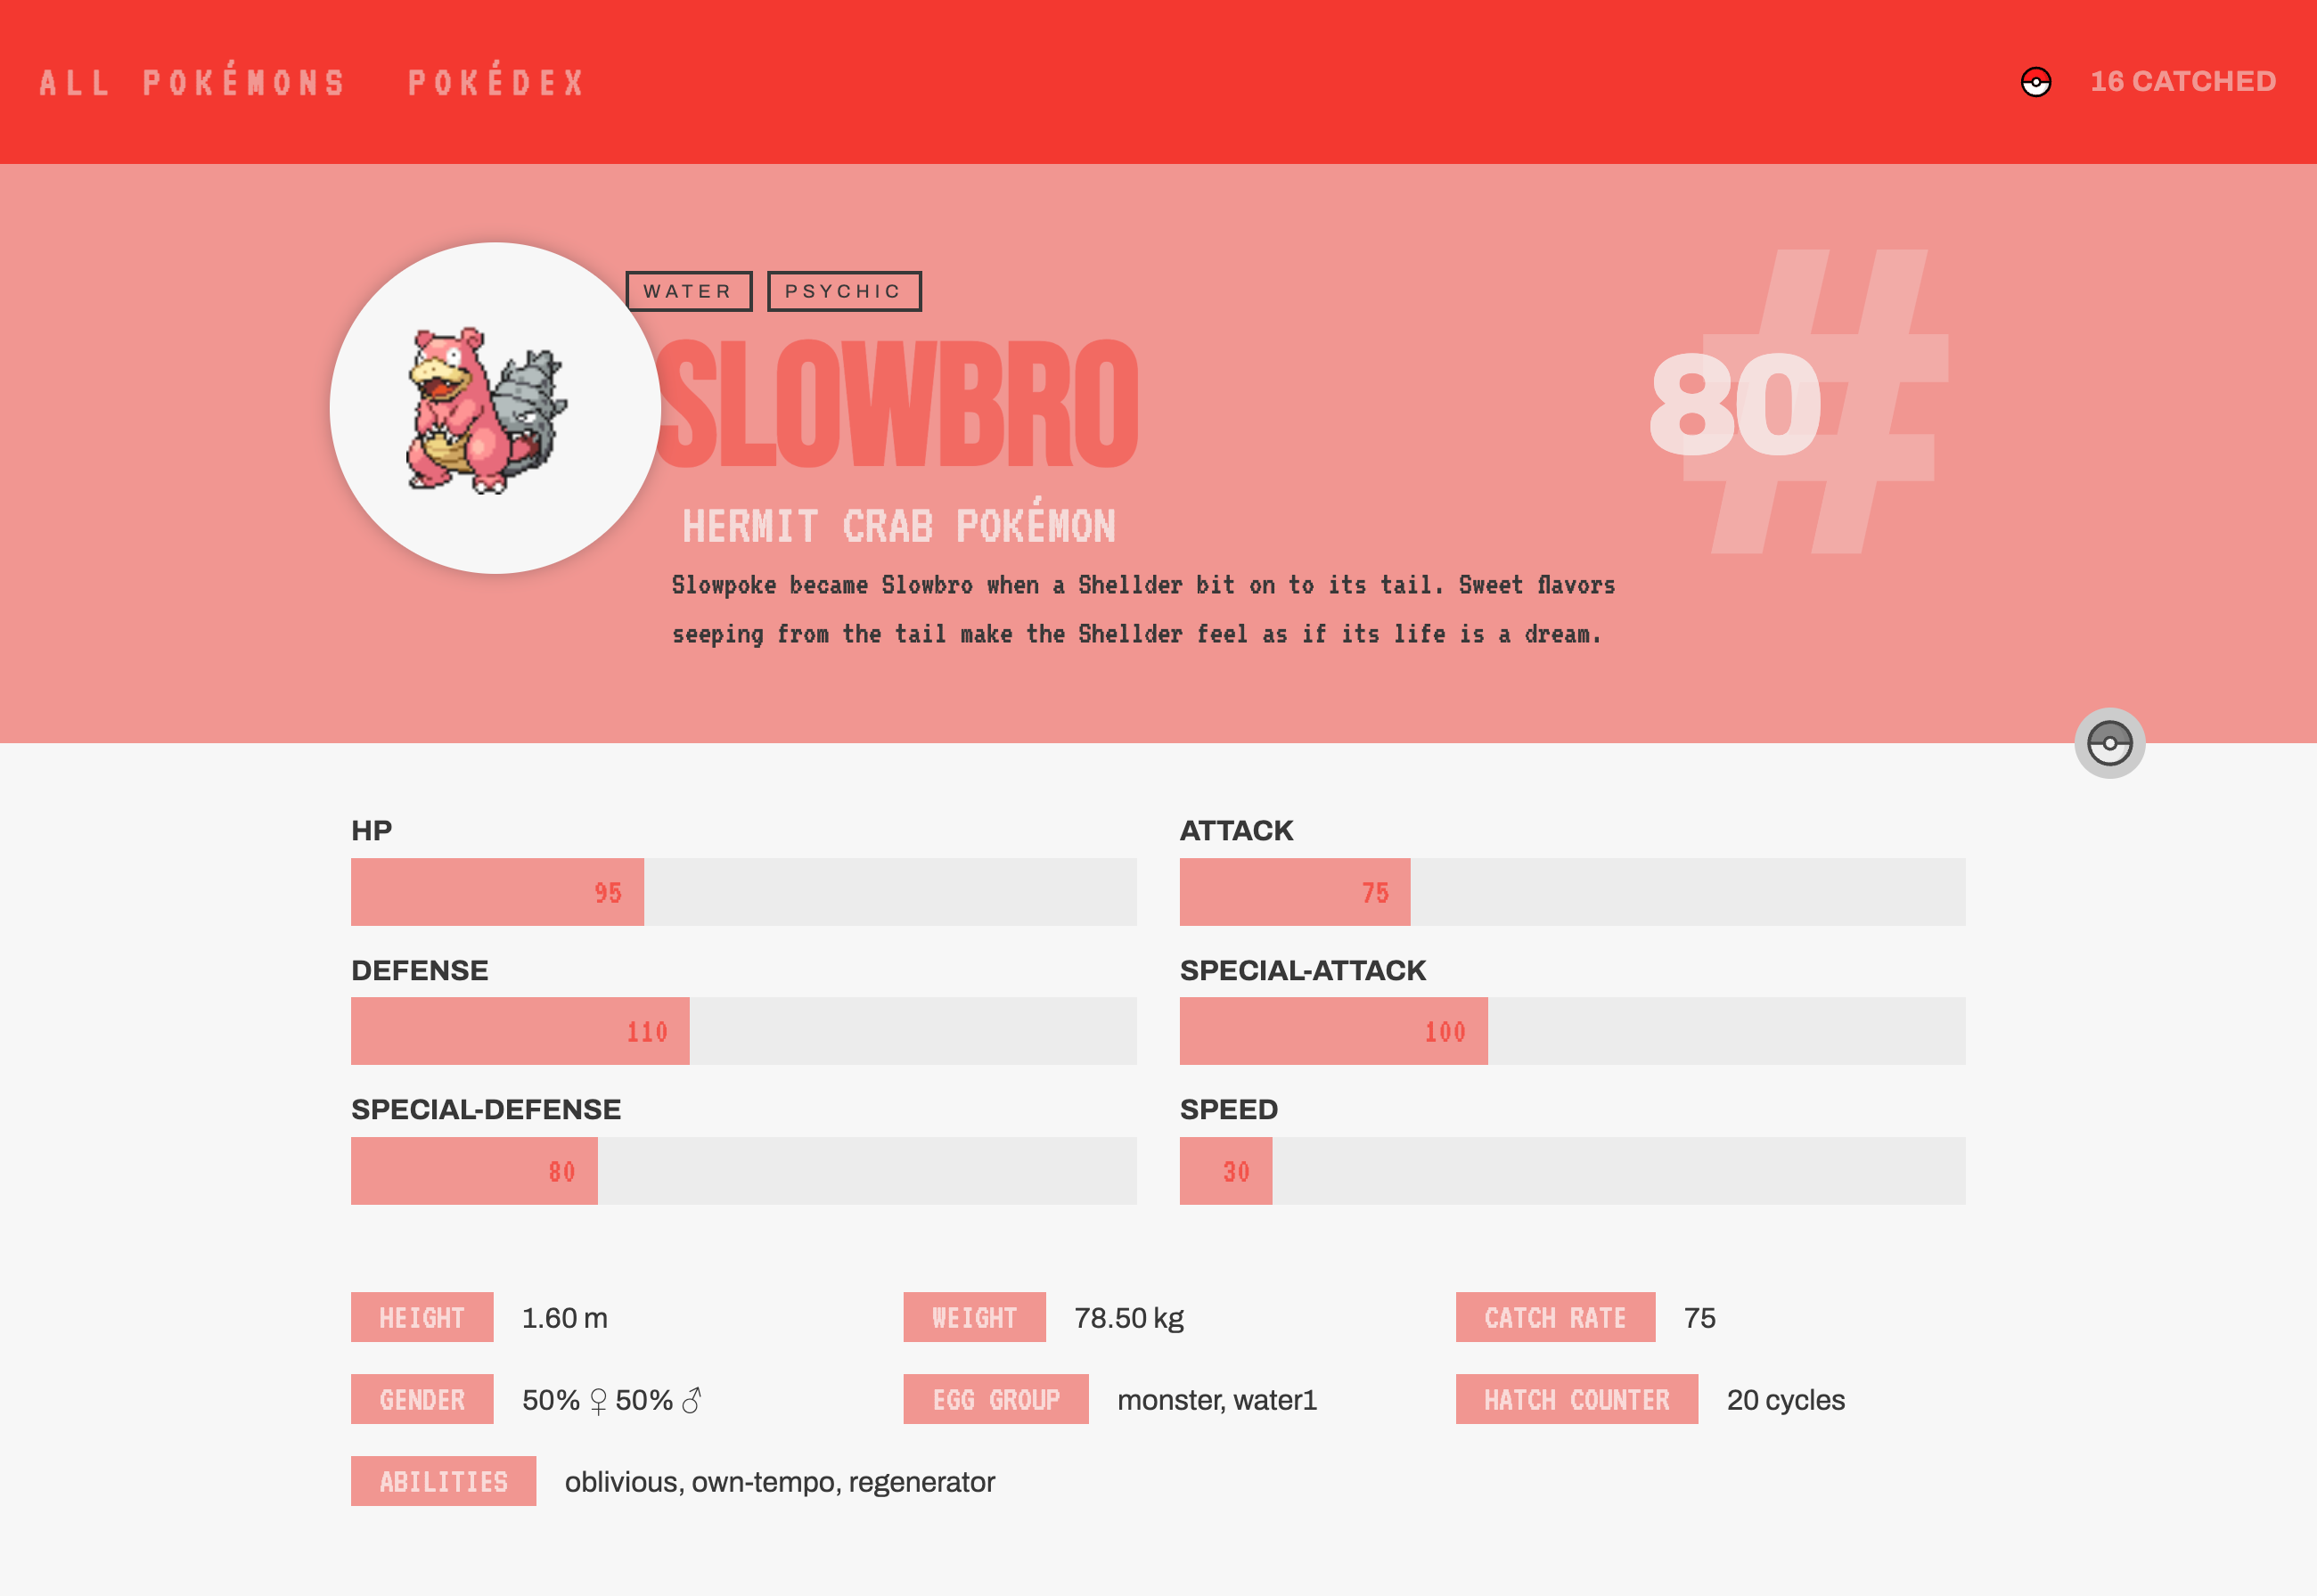 ALL POKÉMONS POKÉDEX 16 CATCHED
WATER PSYCHIC
SLOWBRO
#
80
HERMIT CRAB POKÉMON
Slowpoke became Slowbro when a Shellder bit on to its tail. Sweet flavors
seeping from the tail make the Shellder feel as if its life is a dream.
HP ATTACK
95 75
DEFENSE SPECIAL-ATTACK
110 100
SPECIAL-DEFENSE SPEED
80 30
HEIGHT 1.60 m WEIGHT 78.50 kg CATCH RATE 75
GENDER 50% ♀ 50% ♂ EGG GROUP monster, water1 HATCH COUNTER 20 cycles
ABILITIES oblivious, own-tempo, regenerator